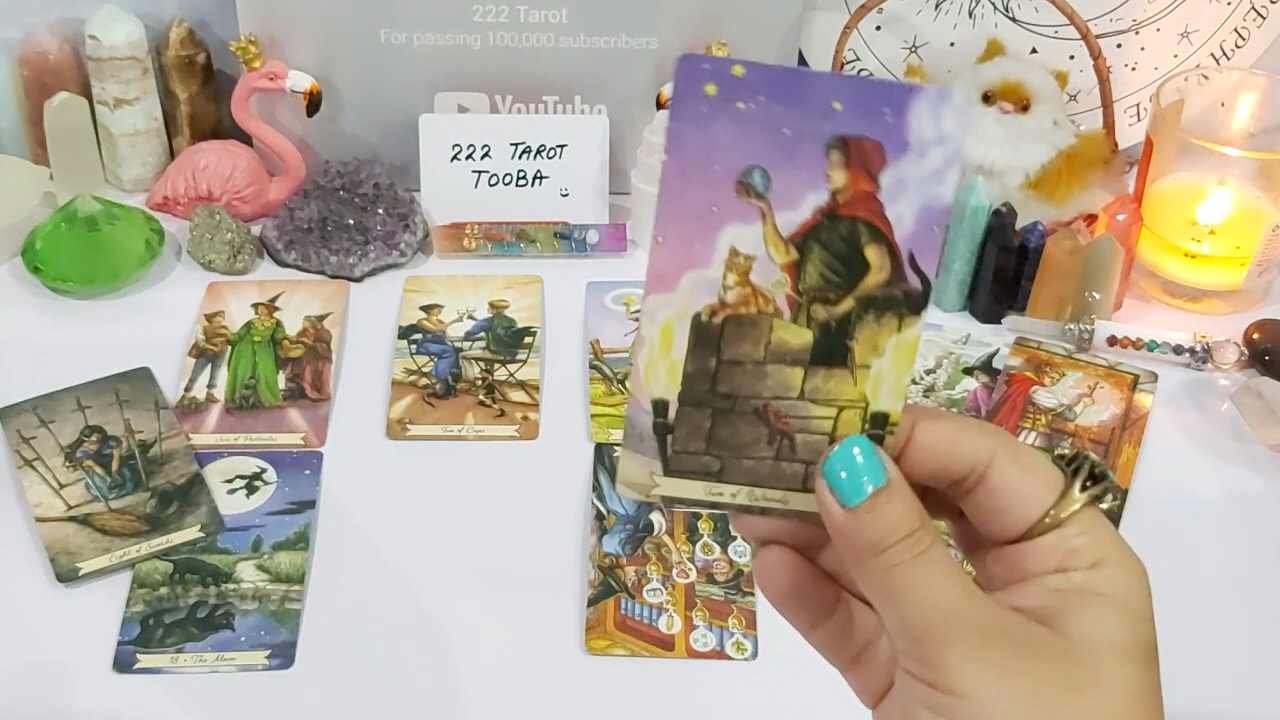 222 Tarot
For passing 100,000 subscribers
YouTube
222 TAROT
TOOBA
Six of Pentacles
Two of Cups
Eight of Swords
18 • The Moon
Two of Wands